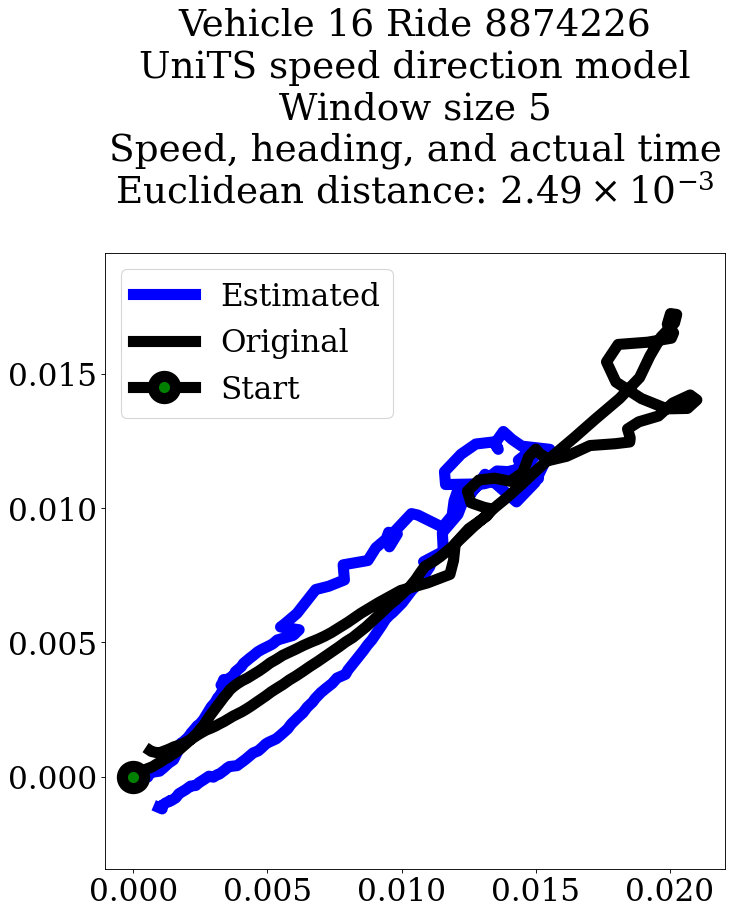 Vehicle 16 Ride 8874226
UniTS speed direction model
Window size 5
Speed, heading, and actual time
Euclidean distance: 2.49 × 10⁻³
Estimated
Original
Start
0.015
0.010
0.005
0.000
0.000 0.005 0.010 0.015 0.020